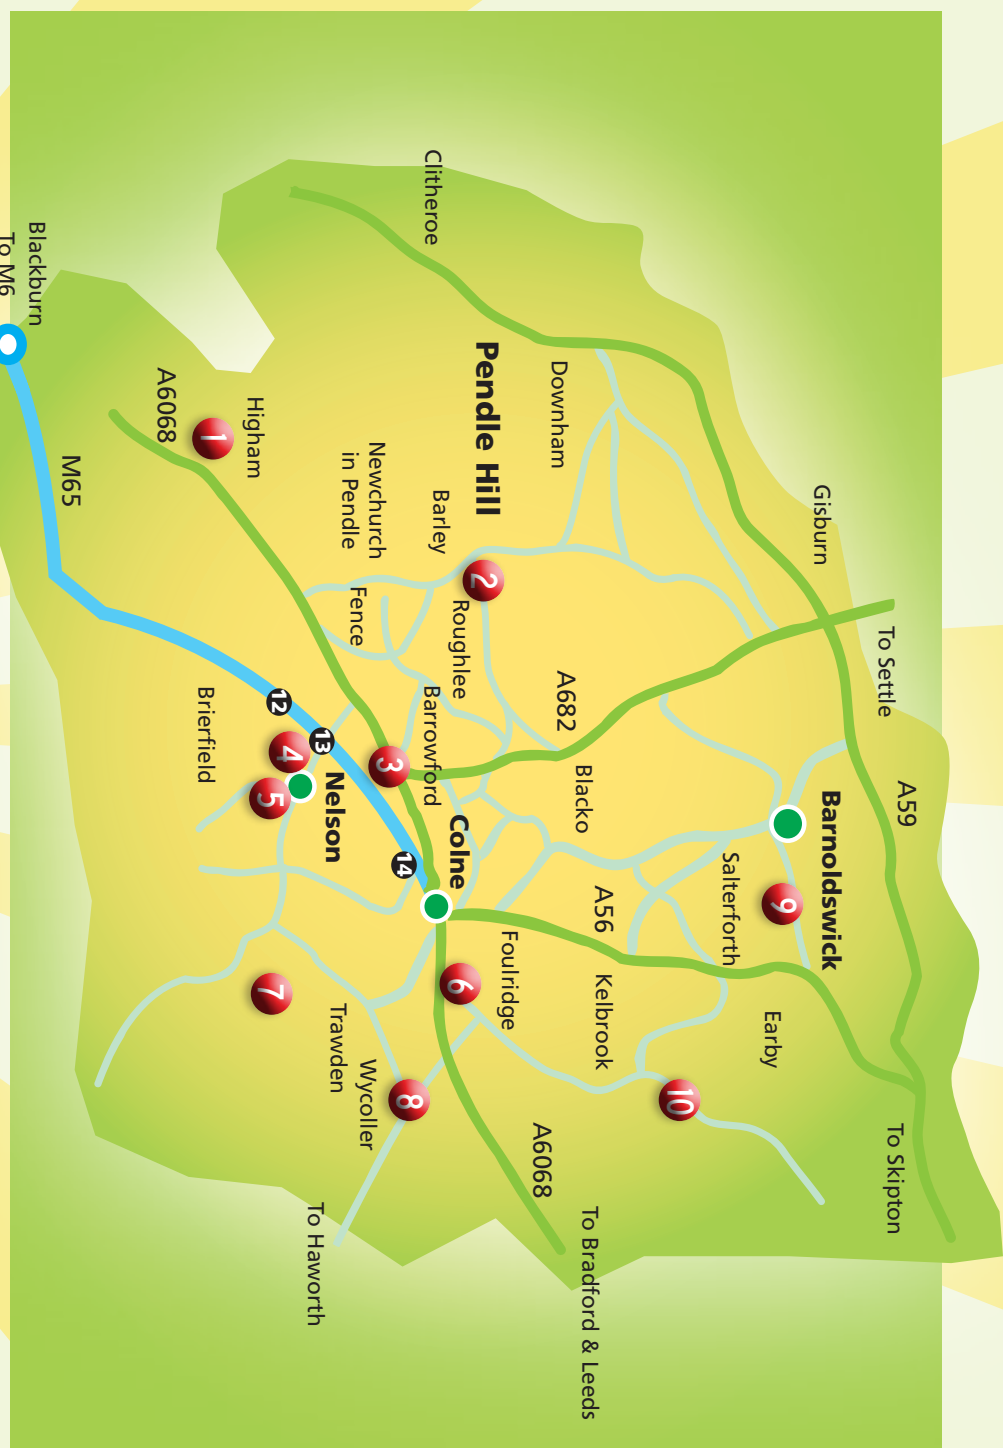 To Settle
A59
To Skipton
Gisburn
Barnoldswick
9
Earby
Salterforth
Clitheroe
Downham
A682
Blacko
A56
Kelbrook
10
Pendle Hill
Barley
2
Roughlee
Foulridge
6
A6068
To Bradford & Leeds
Newchurch
in Pendle
Fence
Barrowford
3
Colne
14
8
Wycoller
Trawden
To Haworth
Higham
1
A6068
12
13
Nelson
4
5
Brierfield
7
M65
Blackburn
To M6